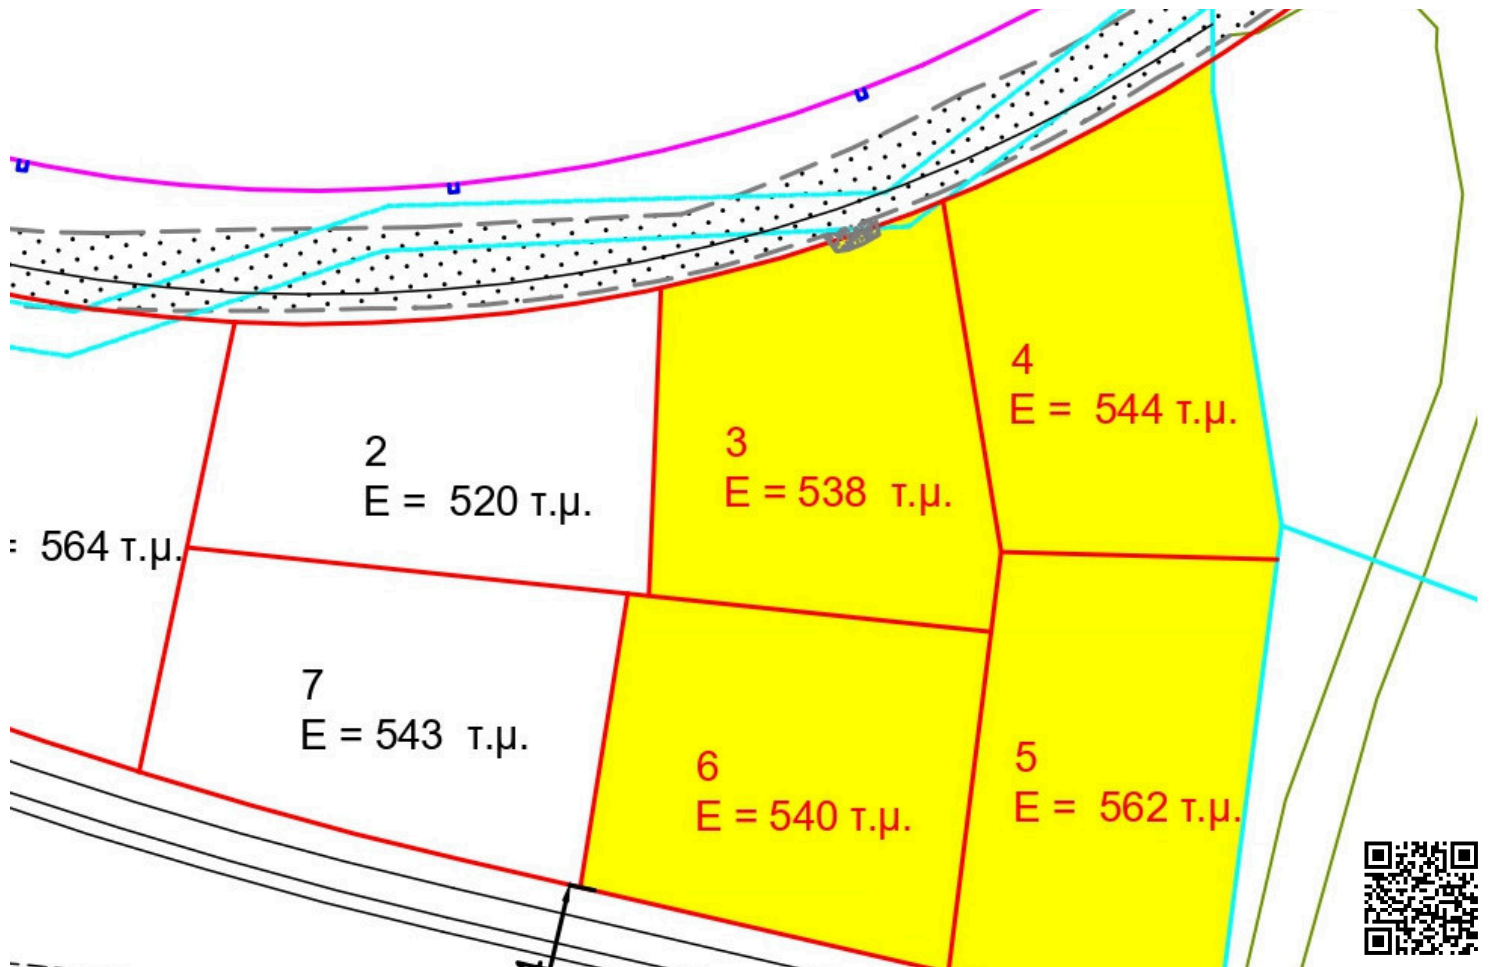 4
E = 544 τ.μ.
3
E = 538 τ.μ.
2
E = 520 τ.μ.
= 564 τ.μ.
7
E = 543 τ.μ.
6
E = 540 τ.μ.
5
E = 562 τ.μ.